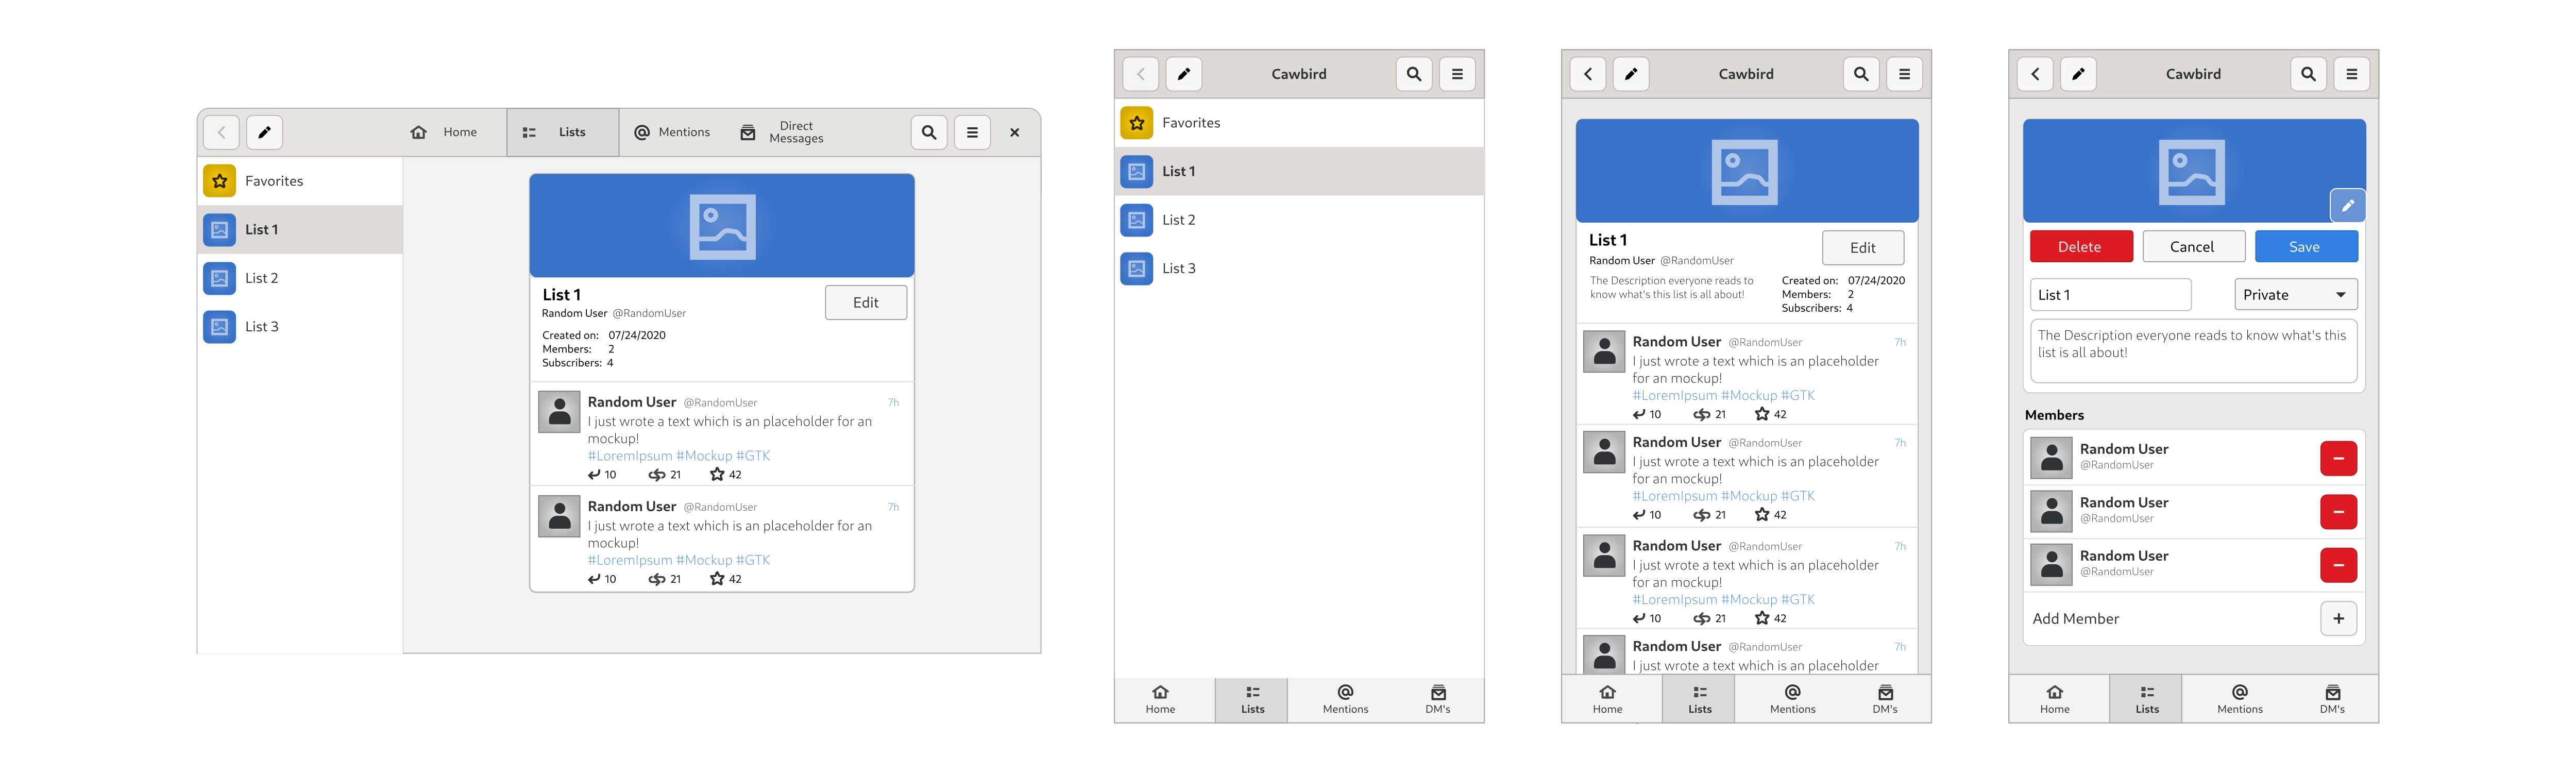 Home
Lists
Mentions
Direct
Messages
Favorites
List 1
List 2
List 3
List 1
Edit
Random User @RandomUser
Created on: 07/24/2020
Members: 2
Subscribers: 4
Random User @RandomUser 7h
I just wrote a text which is an placeholder for an
mockup!
#LoremIpsum #Mockup #GTK
10 21 42
Random User @RandomUser 7h
I just wrote a text which is an placeholder for an
mockup!
#LoremIpsum #Mockup #GTK
10 21 42
Cawbird
Favorites
List 1
List 2
List 3
Home
Lists
Mentions
DM's
Cawbird
List 1
Edit
Random User @RandomUser
The Description everyone reads to
know what's this list is all about!
Created on: 07/24/2020
Members: 2
Subscribers: 4
Random User @RandomUser 7h
I just wrote a text which is an placeholder
for an mockup!
#LoremIpsum #Mockup #GTK
10 21 42
Random User @RandomUser 7h
I just wrote a text which is an placeholder
for an mockup!
#LoremIpsum #Mockup #GTK
10 21 42
Random User @RandomUser 7h
I just wrote a text which is an placeholder
for an mockup!
#LoremIpsum #Mockup #GTK
10 21 42
Random User @RandomUser 7h
I just wrote a text which is an placeholder
Home
Lists
Mentions
DM's
Cawbird
Delete
Cancel
Save
List 1
Private
The Description everyone reads to know what's this
list is all about!
Members
Random User
@RandomUser
Random User
@RandomUser
Random User
@RandomUser
Add Member
Home
Lists
Mentions
DM's